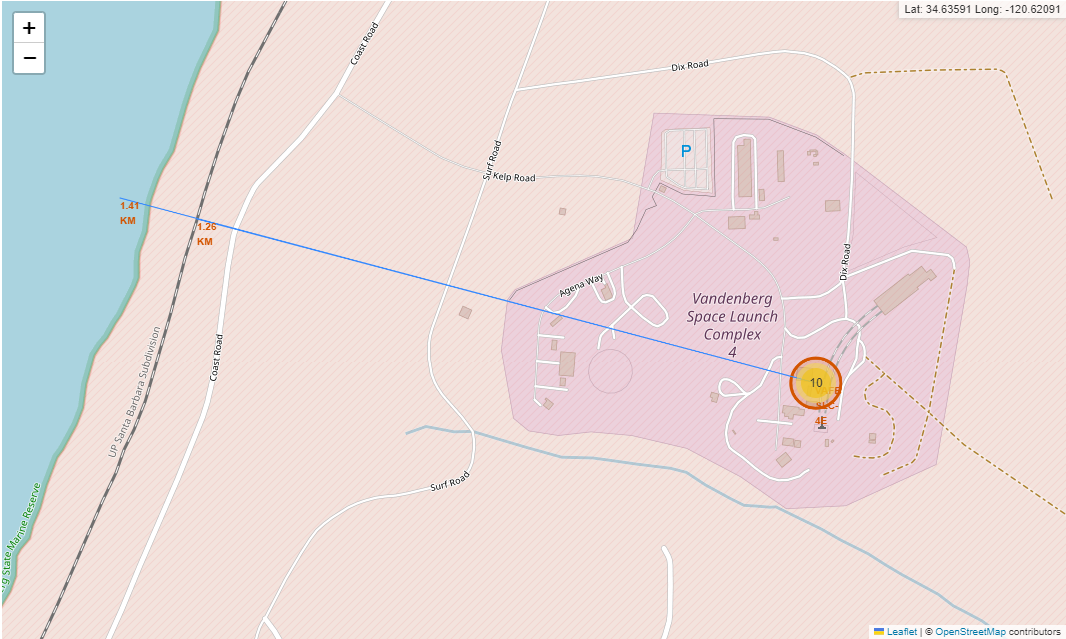 Lat: 34.63591 Long: -120.62091
+
−
Coast Road
Dix Road
P
Surf Road
Kelp Road
1.41
KM
1.26
KM
Dix Road
Agena Way
Vandenberg
Space Launch
Complex
4
Coast Road
UP Santa Barbara Subdivision
10
SLC-
4E
Surf Road
g State Marine Reserve
Leaflet | © OpenStreetMap contributors